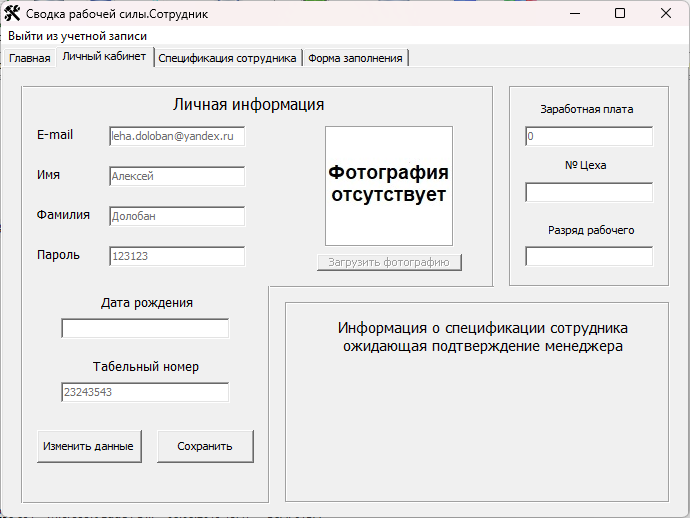 Сводка рабочей силы.Сотрудник
Выйти из учетной записи
Главная Личный кабинет Спецификация сотрудника Форма заполнения
Личная информация
E-mail leha.doloban@yandex.ru
Имя Алексей
Фамилия Долобан
Пароль 123123
Фотография
отсутствует
Загрузить фотографию
Дата рождения
Табельный номер
23243543
Изменить данные Сохранить
Заработная плата
0
№ Цеха
Разряд рабочего
Информация о спецификации сотрудника
ожидающая подтверждение менеджера